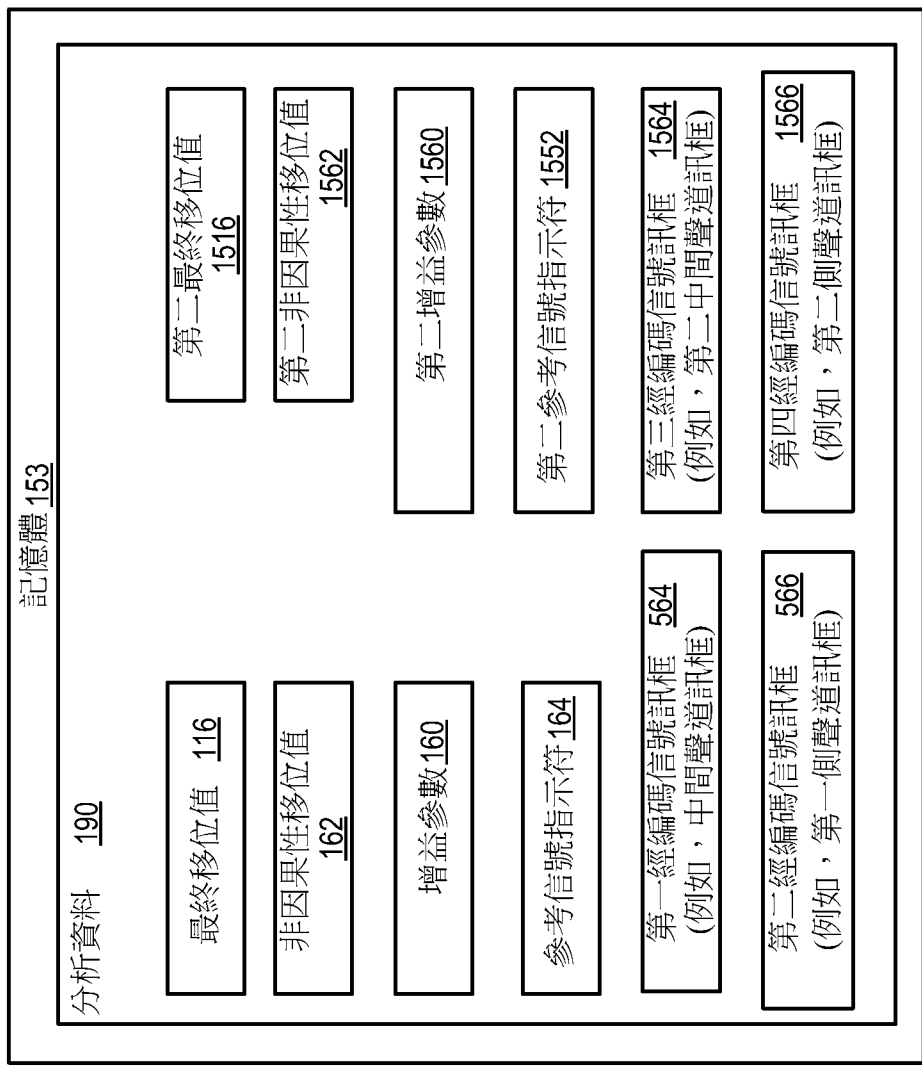 記憶體 153
分析資料 190
最終移位值 116
非因果性移位值
162
增益參數 160
參考信號指示符 164
第一經編碼信號訊框 564
(例如，中間聲道訊框)
第二經編碼信號訊框 566
(例如，第一側聲道訊框)
第二最終移位值
1516
第二非因果性移位值
1562
第二增益參數 1560
第二參考信號指示符 1552
第三經編碼信號訊框 1564
(例如，第二中間聲道訊框)
第四經編碼信號訊框 1566
(例如，第二側聲道訊框)